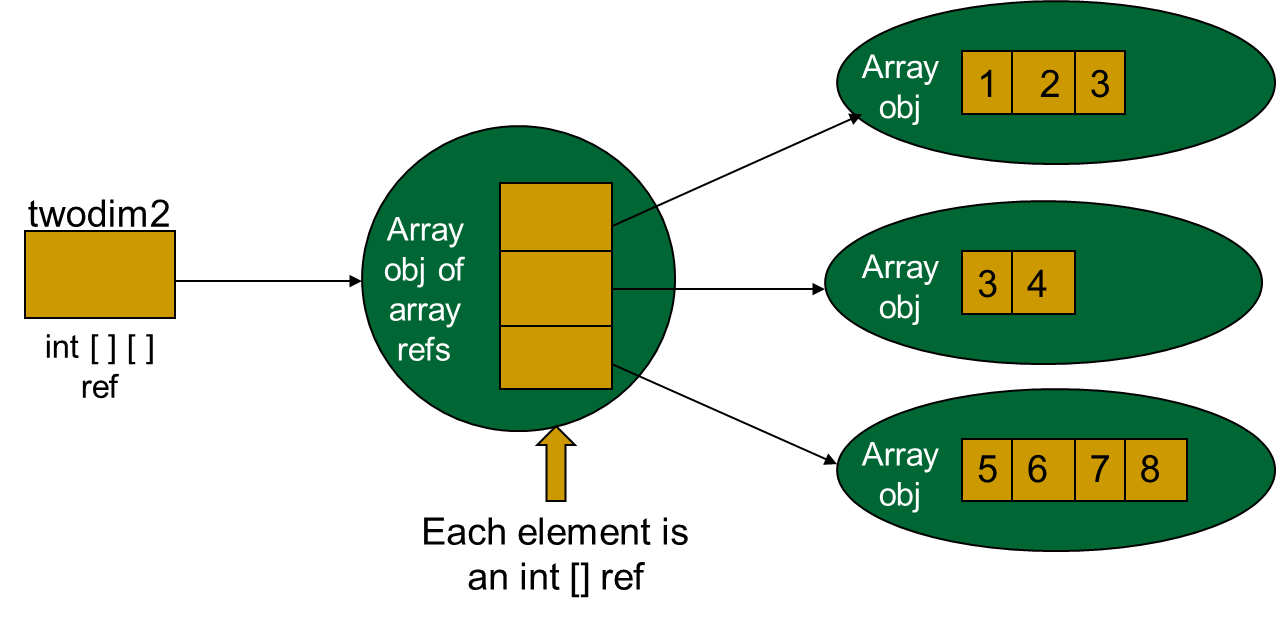 twodim2
int [ ] [ ]
ref
Array
obj of
array
refs
Each element is
an int [] ref
Array
obj
1 2 3
Array
obj
3 4
Array
obj
5 6 7 8